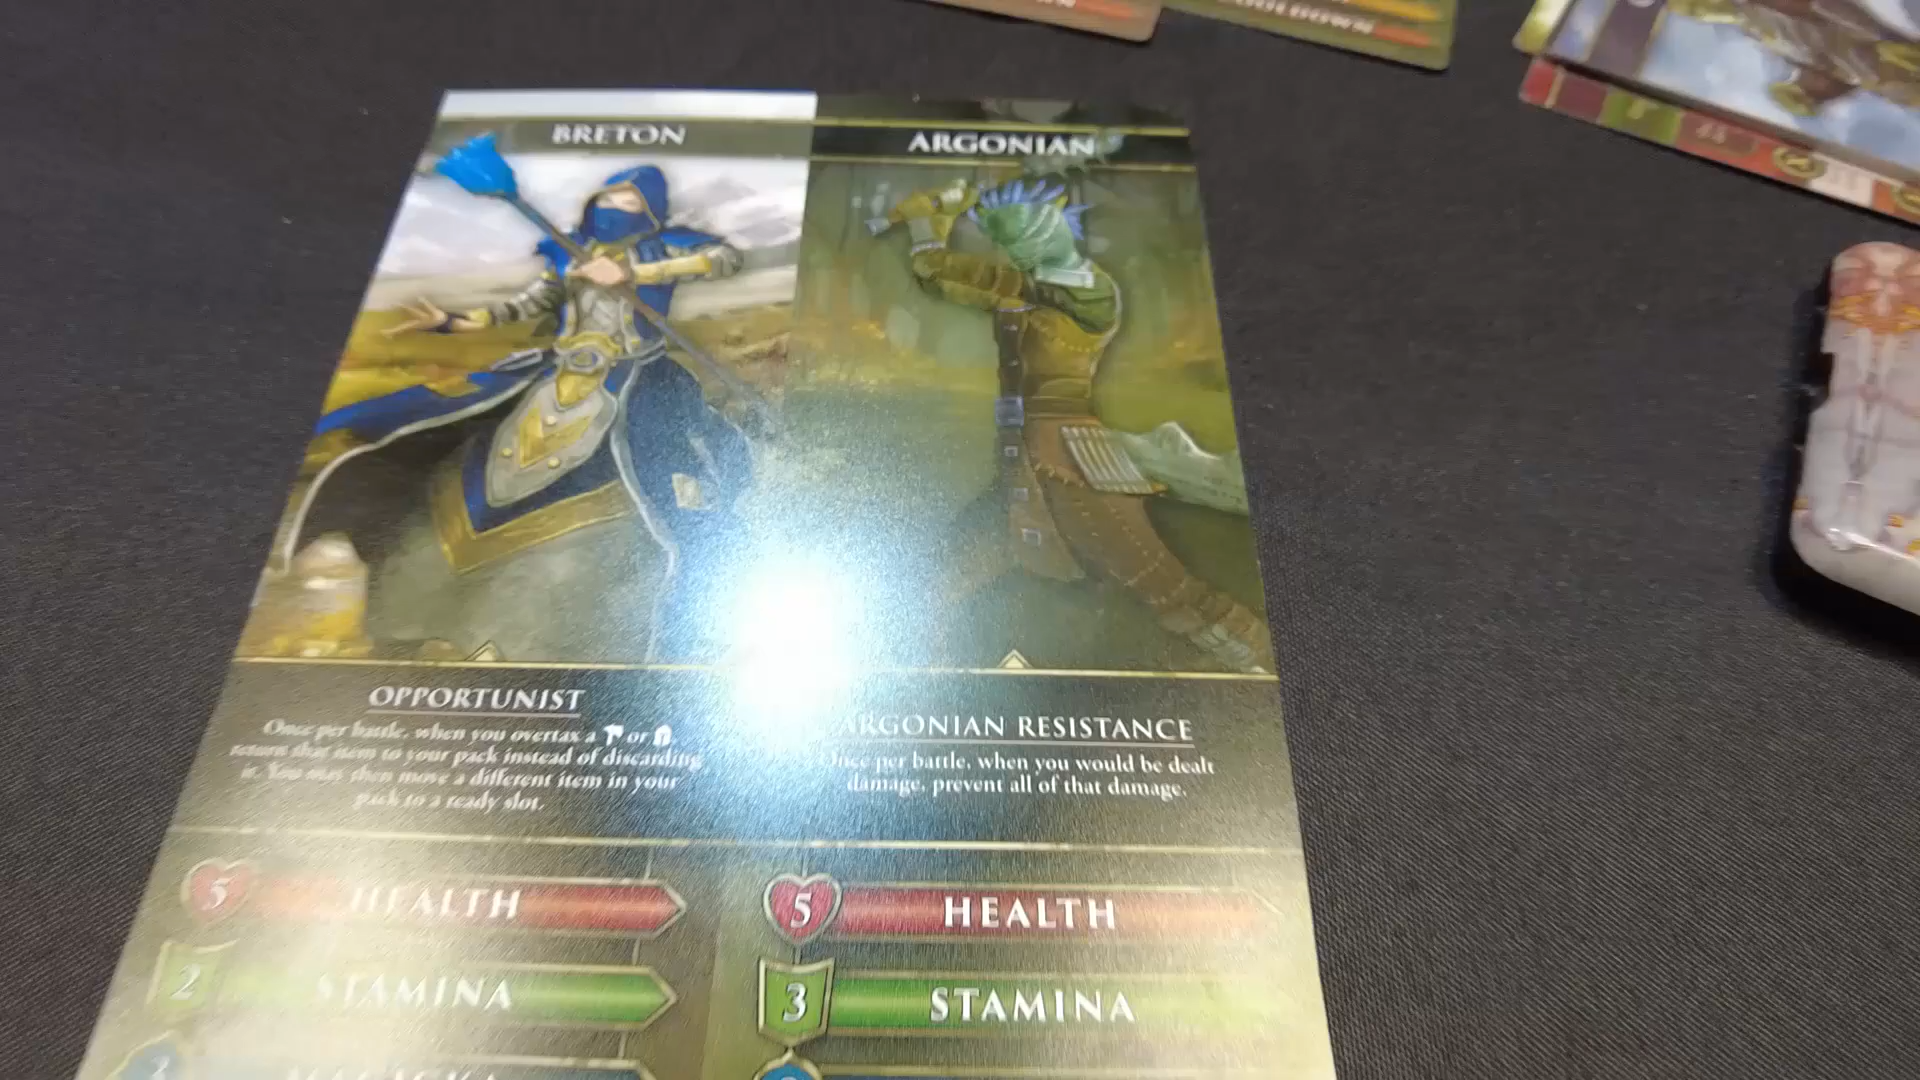 COOLDOWN
BRETON
ARGONIAN
OPPORTUNIST
Once per battle, when you overtax a or
return that item to your pack instead of discarding
it. You may then move a different item in your
pack to a ready slot.
ARGONIAN RESISTANCE
Once per battle, when you would be dealt
damage, prevent all of that damage.
5 HEALTH
2 STAMINA
5 HEALTH
3 STAMINA
MAGICKA